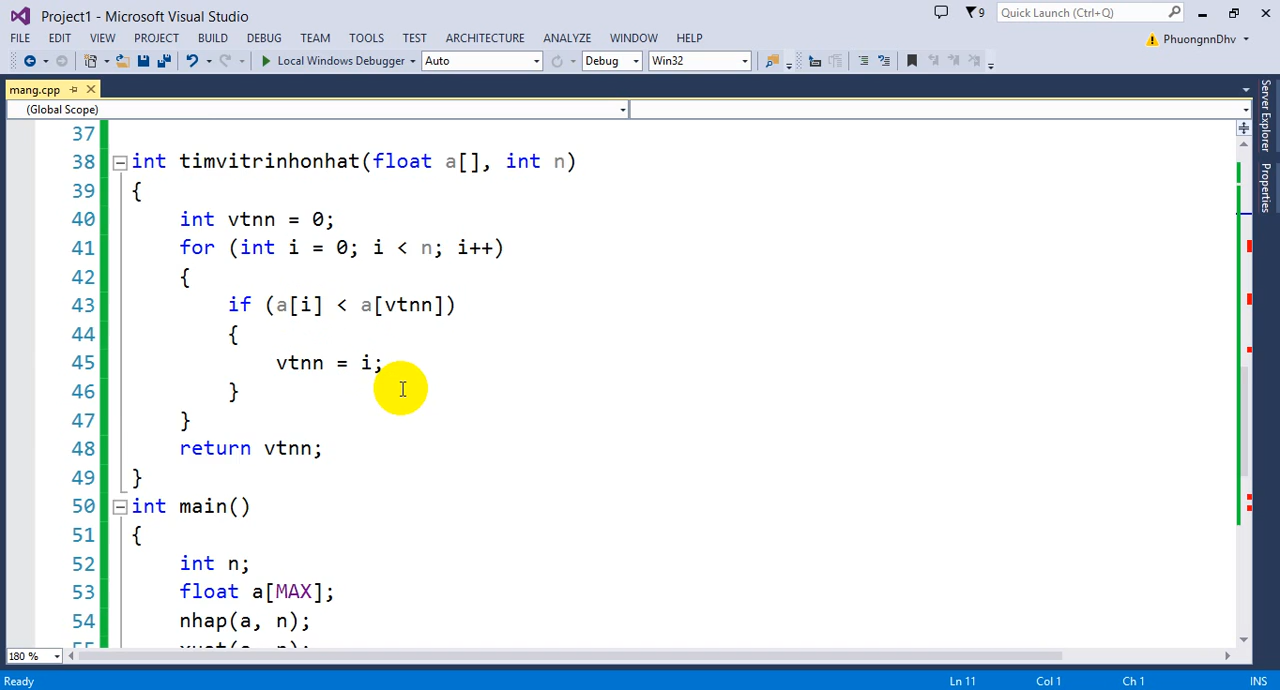 Project1 - Microsoft Visual Studio
9
Quick Launch (Ctrl+Q)
FILE EDIT VIEW PROJECT BUILD DEBUG TEAM TOOLS TEST ARCHITECTURE ANALYZE WINDOW HELP
PhuongnnDhv
Local Windows Debugger Auto Debug Win32
mang.cpp
(Global Scope)
Server Explorer
Properties
37
38 int timvitrinhonhat(float a[], int n)
39 {
40 int vtnn = 0;
41 for (int i = 0; i < n; i++)
42 {
43 if (a[i] < a[vtnn])
44 {
45 vtnn = i;
46 }
47 }
48 return vtnn;
49 }
50 int main()
51 {
52 int n;
53 float a[MAX];
54 nhap(a, n);
180 %
Ready Ln 11 Col 1 Ch 1 INS